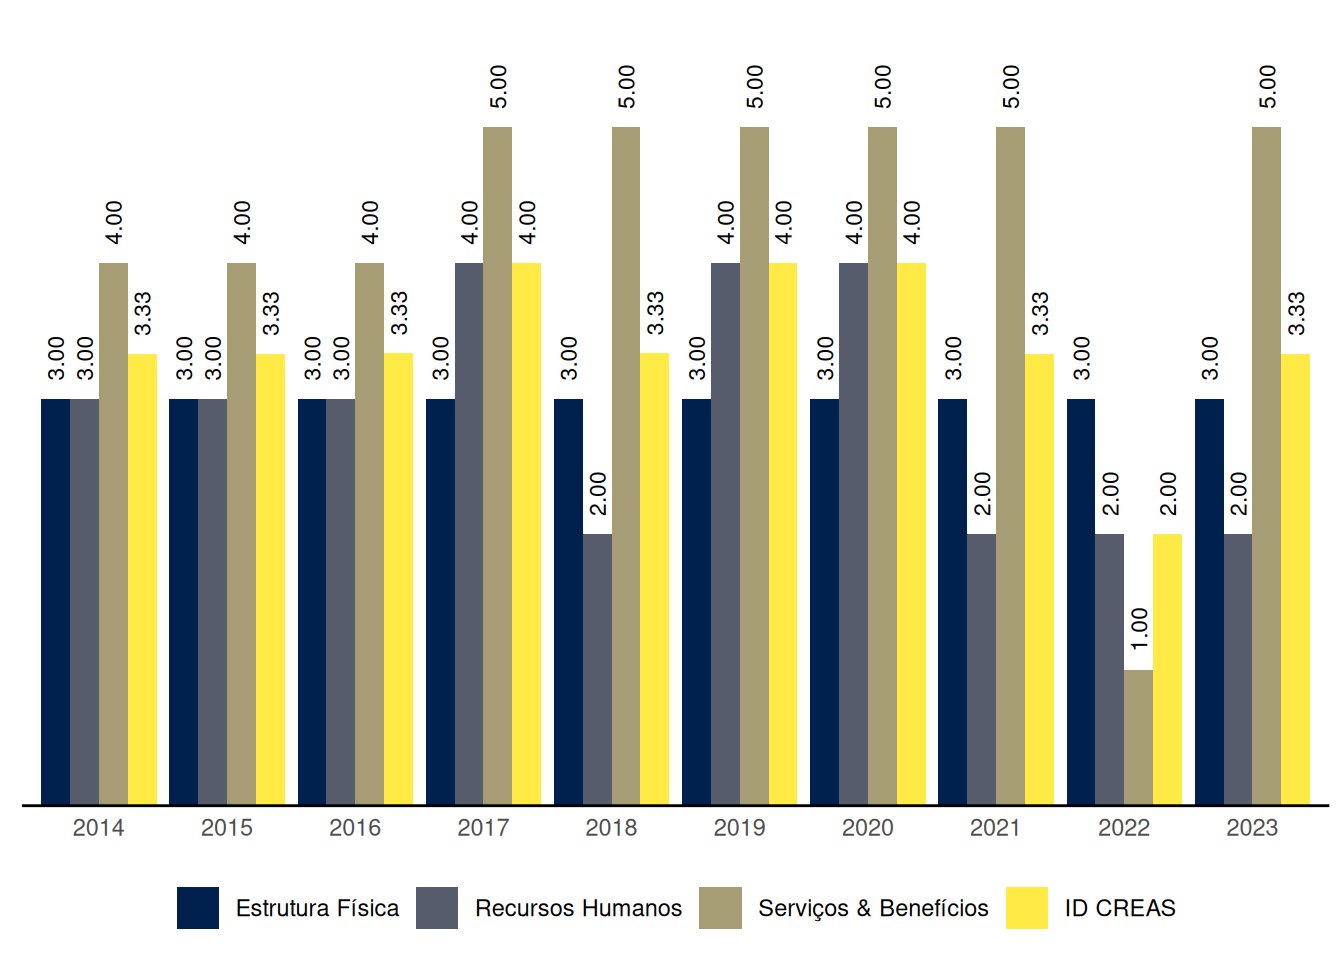 5.00 5.00 5.00 5.00 5.00 5.00
4.00 4.00 4.00 4.00 4.00 4.00 4.00 4.00 4.00
3.33 3.33 3.33 3.33 3.33 3.33
3.00 3.00 3.00 3.00 3.00 3.00 3.00 3.00 3.00 3.00 3.00 3.00 3.00
2.00 2.00 2.00 2.00 2.00
1.00
2014 2015 2016 2017 2018 2019 2020 2021 2022 2023
Estrutura Física Recursos Humanos Serviços & Benefícios ID CREAS